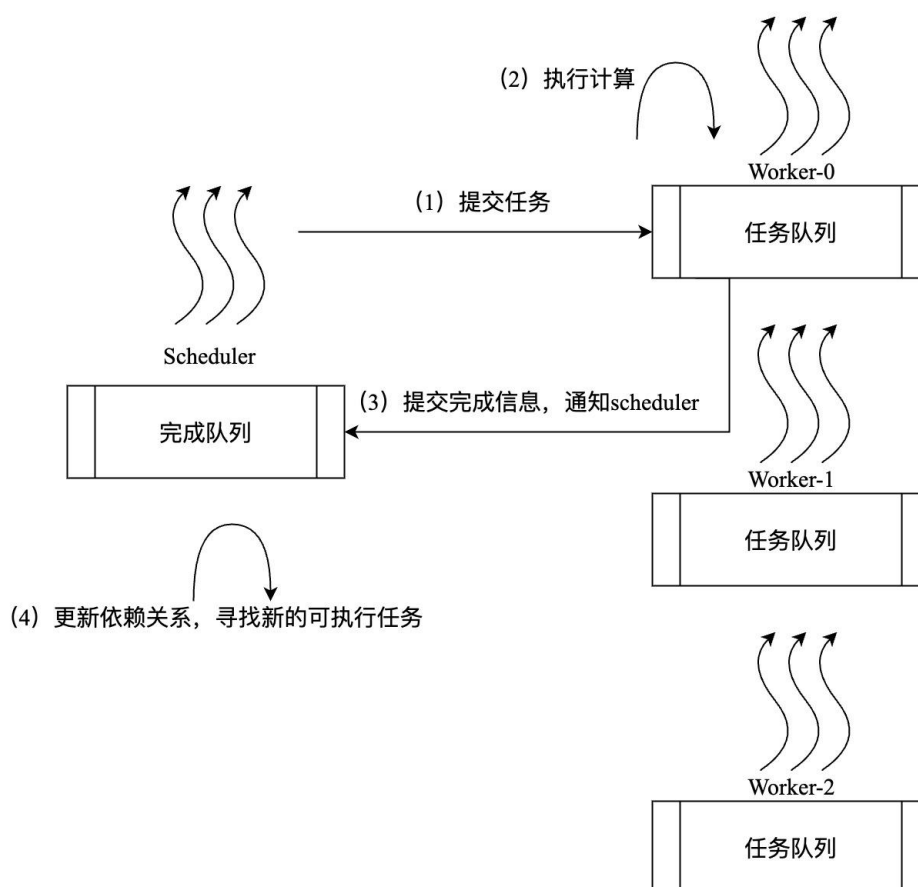 （2）执行计算
Worker-0
（1）提交任务
任务队列
Scheduler
（3）提交完成信息，通知scheduler
完成队列
Worker-1
任务队列
（4）更新依赖关系，寻找新的可执行任务
Worker-2
任务队列